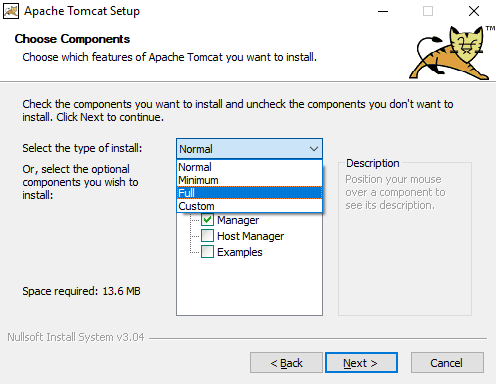 Apache Tomcat Setup
Choose Components
Choose which features of Apache Tomcat you want to install.
TM
Check the components you want to install and uncheck the components you don't want to
install. Click Next to continue.
Select the type of install:
Normal
Or, select the optional
components you wish to
install:
Normal
Minimum
Full
Custom
Manager
Host Manager
Examples
Description
Position your mouse
over a component to
see its description.
Space required: 13.6 MB
Nullsoft Install System v3.04
< Back
Next >
Cancel